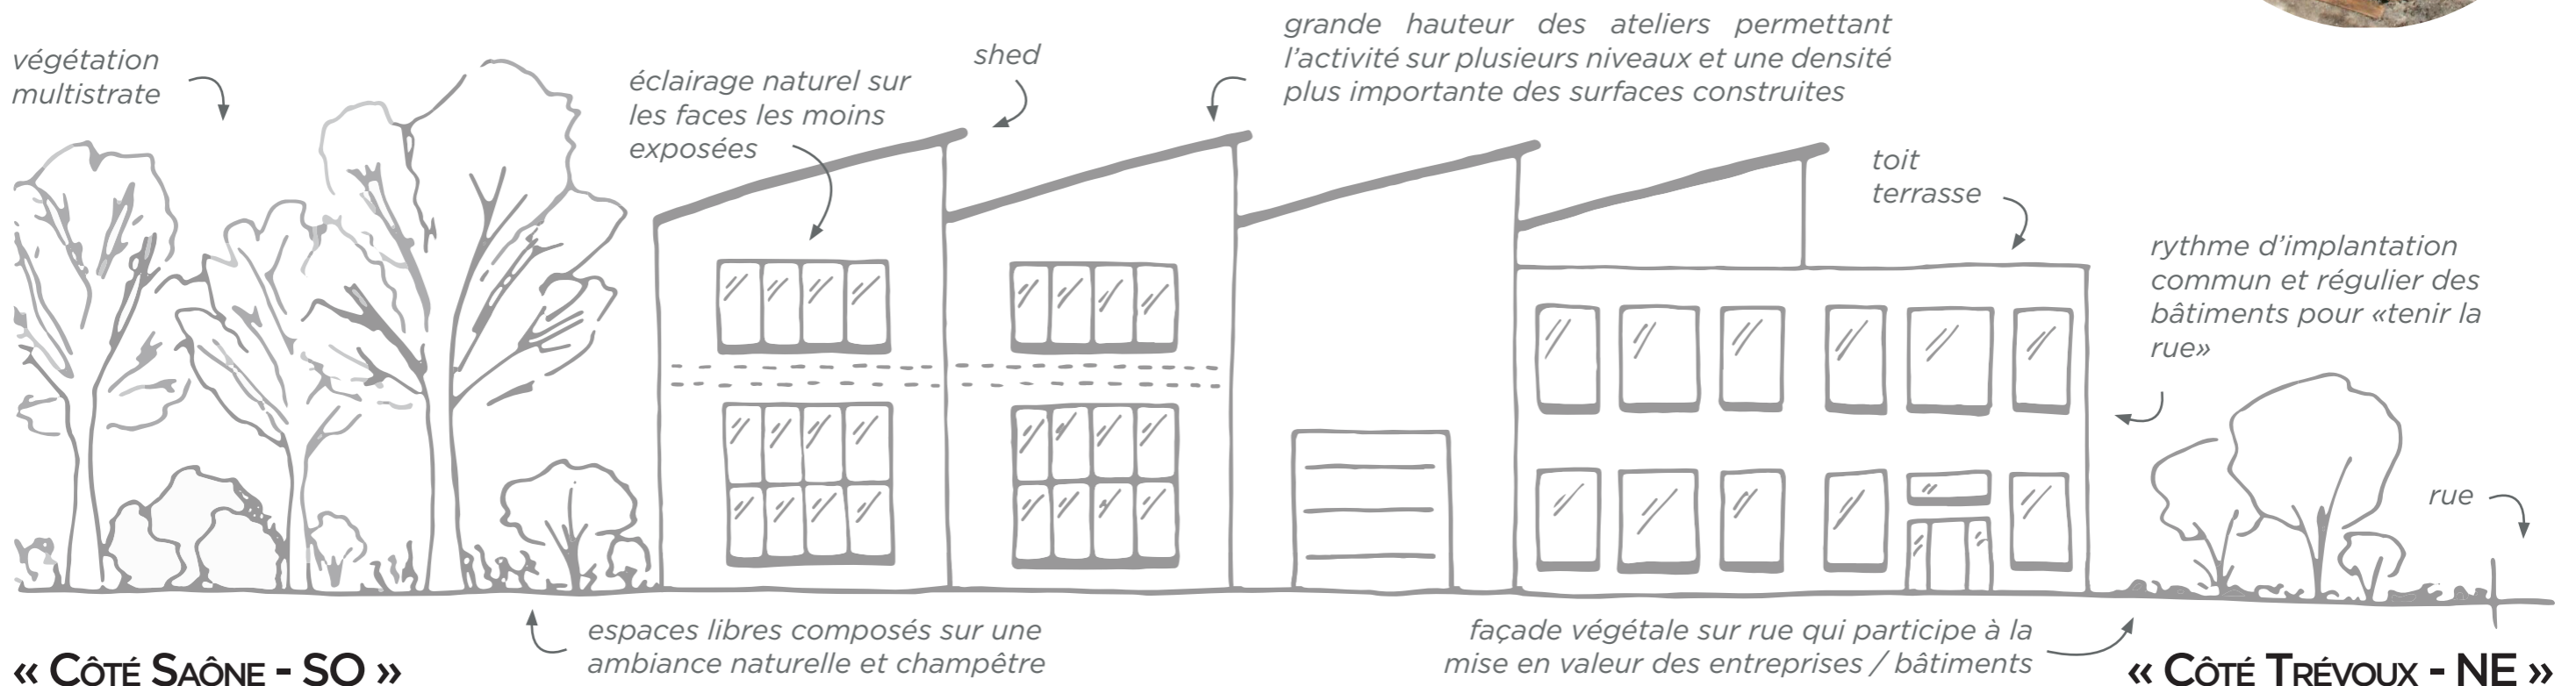 végétation
multistrate
éclairage naturel sur
les faces les moins
exposées
shed
grande hauteur des ateliers permettant
l’activité sur plusieurs niveaux et une densité
plus importante des surfaces construites
toit
terrasse
rythme d’implantation
commun et régulier des
bâtiments pour «tenir la
rue»
rue
espaces libres composés sur une
ambiance naturelle et champêtre
façade végétale sur rue qui participe à la
mise en valeur des entreprises / bâtiments
« Côté Saône - SO »
« Côté Trévoux - NE »